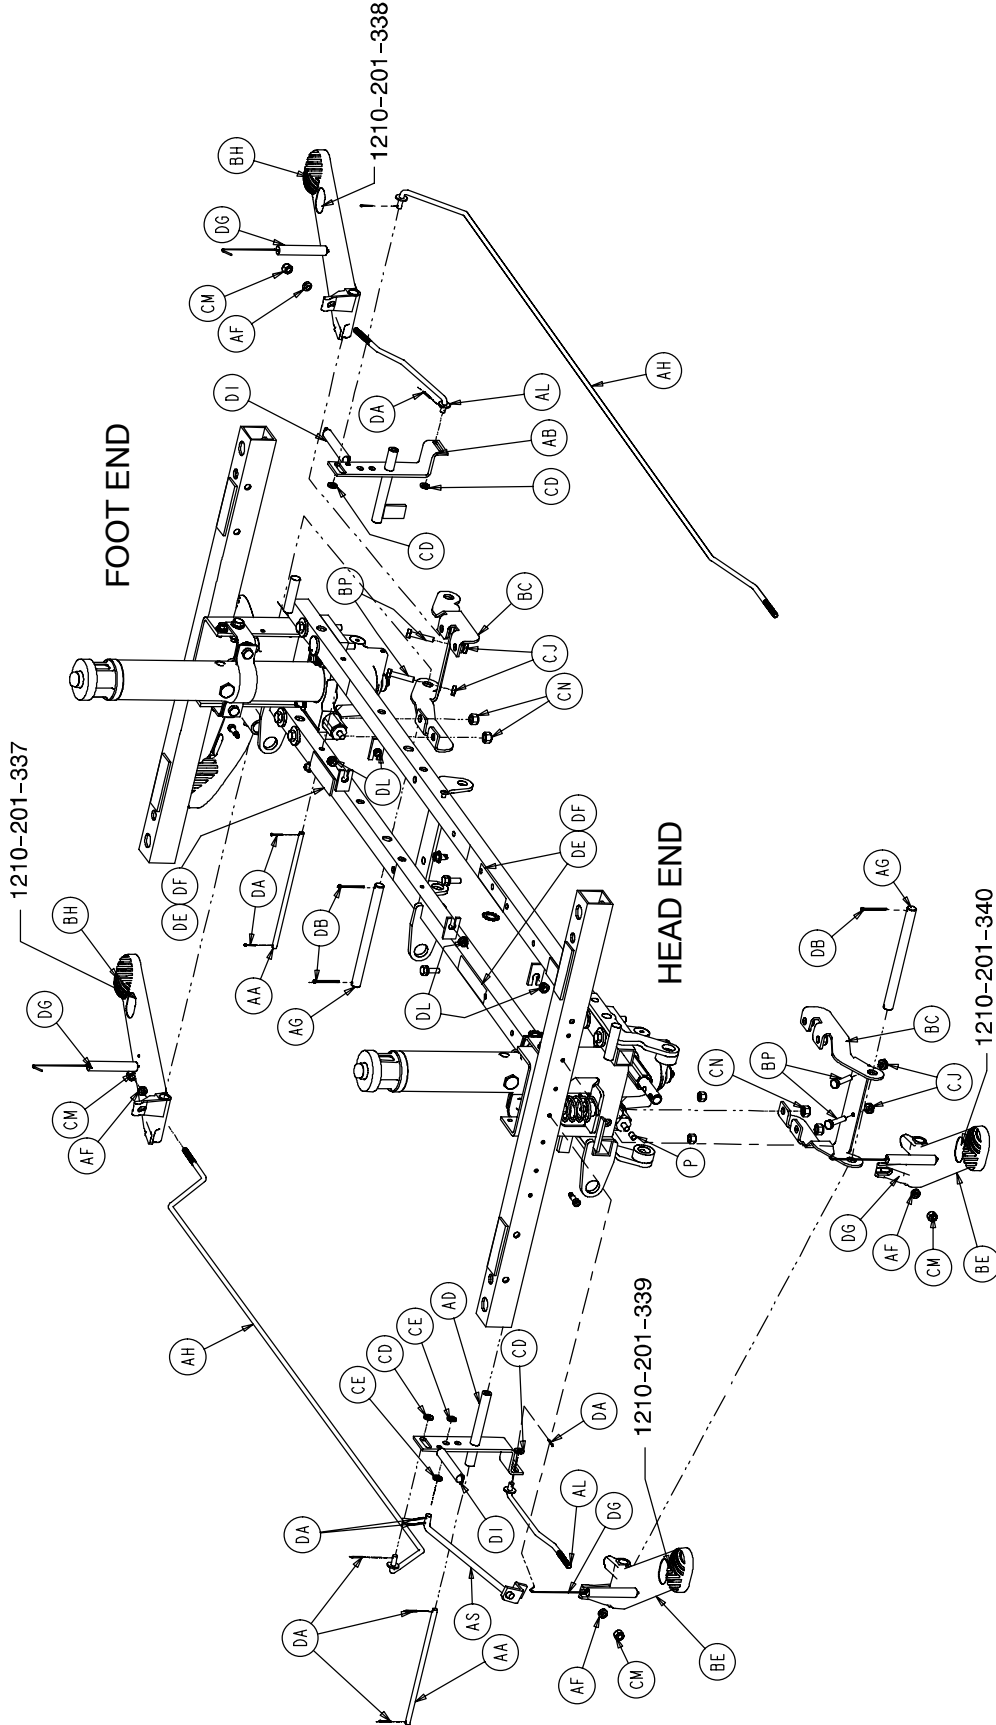 1210-201-338
BH
DG
CM
AF
DI
DA
AL
AB
CD
CD
AH
FOOT END
BP
BC
CJ
CN
DL
1210-201-337
BH
DG
CM
AF
DE
DF
DA
AA
DB
AG
DL
DE
DF
HEAD END
AG
DB
BC
1210-201-340
CN
BP
CJ
P
DG
AF
CM
BE
AH
CE
CD
CE
AD
CD
DA
1210-201-339
DA
DI
AL
DG
DA
AS
AA
AF
CM
BE